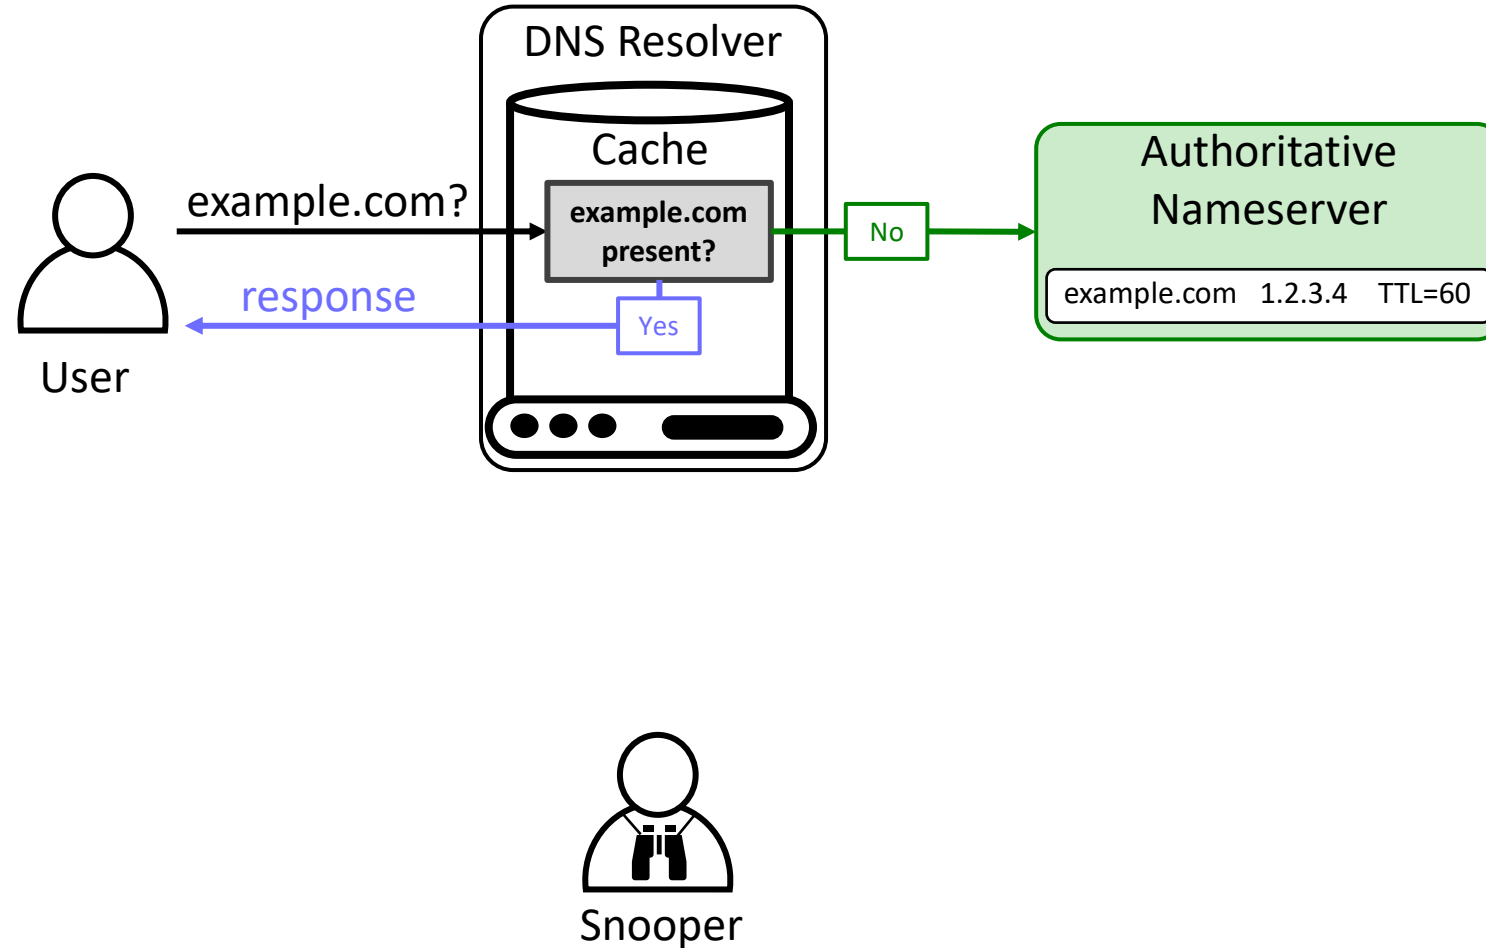 DNS Resolver
Cache
example.com?
example.com
present?
No
Authoritative
Nameserver
example.com 1.2.3.4 TTL=60
response
Yes
User
Snooper